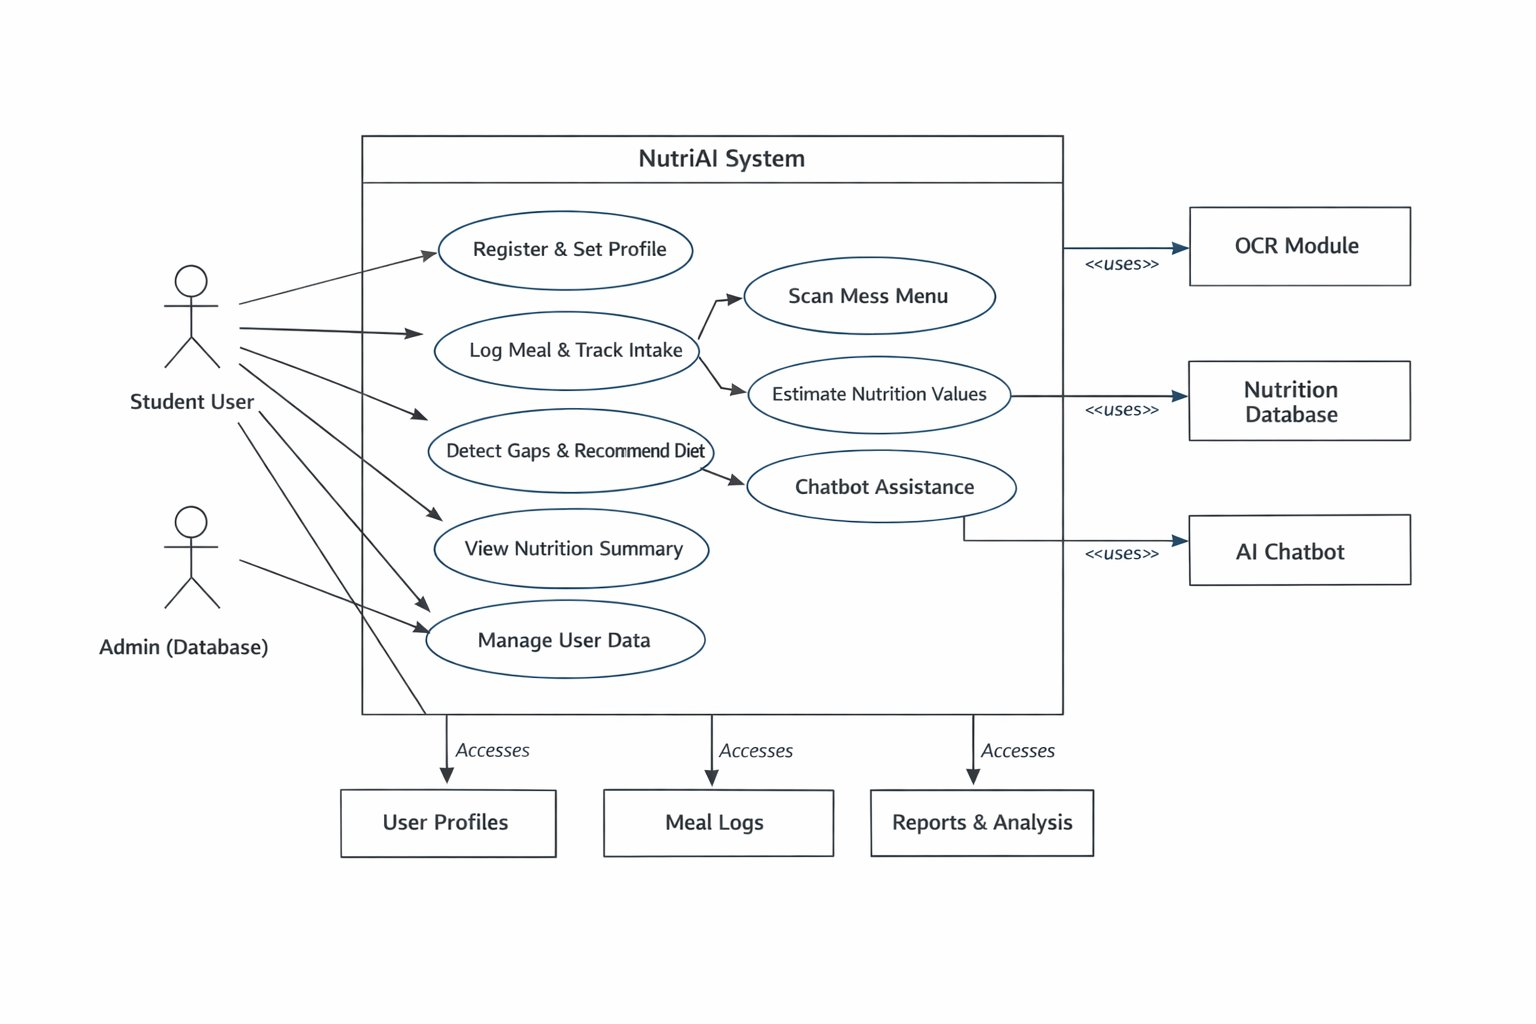 NutriAI System
Register & Set Profile
Scan Mess Menu
Log Meal & Track Intake
Estimate Nutrition Values
Detect Gaps & Recommend Diet
Chatbot Assistance
View Nutrition Summary
Manage User Data
Student User
Admin (Database)
<<uses>>
OCR Module
<<uses>>
Nutrition
Database
<<uses>>
AI Chatbot
Accesses
Accesses
Accesses
User Profiles
Meal Logs
Reports & Analysis